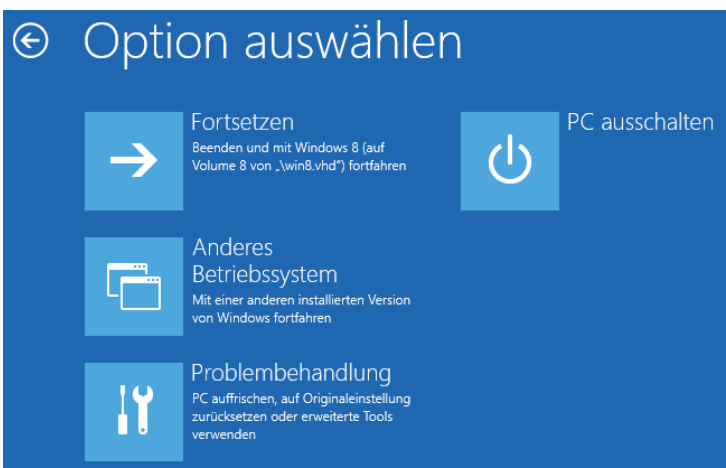 Option auswählen
Fortsetzen
Beenden und mit Windows 8 (auf
Volume 8 von „\win8.vhd“) fortfahren
PC ausschalten
Anderes
Betriebssystem
Mit einer anderen installierten Version
von Windows fortfahren
Problembehandlung
PC auffrischen, auf Originaleinstellung
zurücksetzen oder erweiterte Tools
verwenden